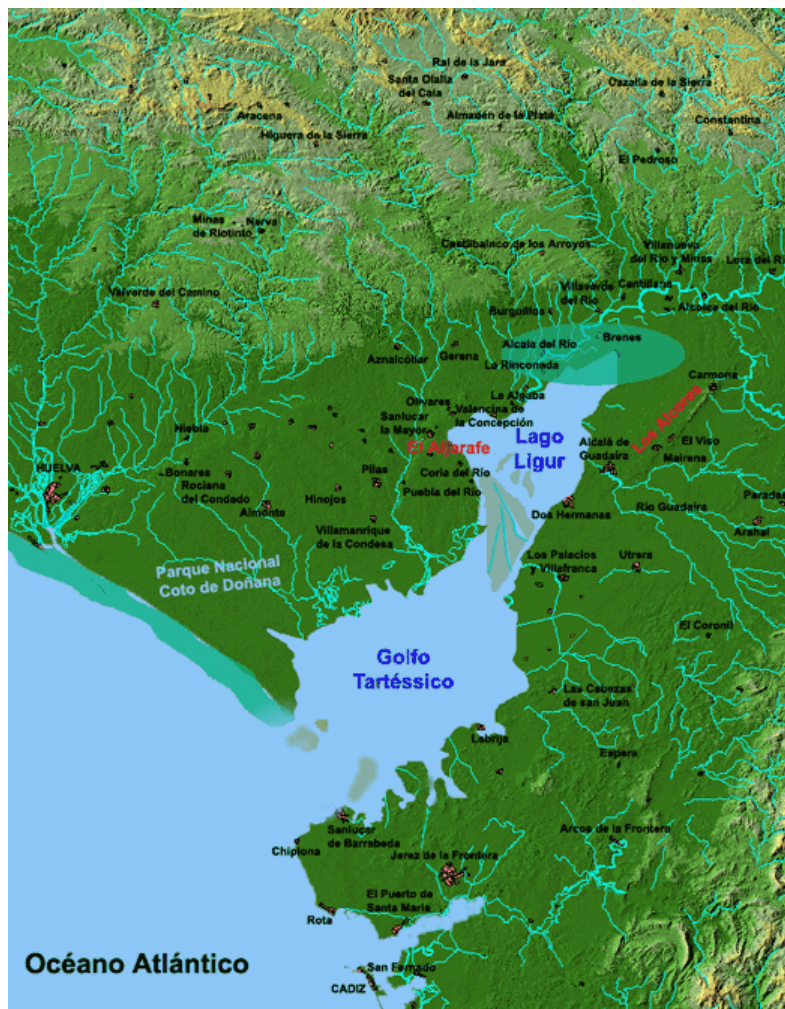 Ral de la Jara
Santa Olalla
del Cala
Cazalla de la Sierra
Aracena
Almadén de la Plata
Constantina
Higuera de la Sierra
El Pedroso
Minas
de Riotinto
Nerva
Castilbalnco de los Arroyos
Villanueva
del Río y Minas
Lora del Rí
Valverde del Camino
Villaverde
del Río
Cantillana
Burguillos
Alcolea del Río
Alcala del Río
Brenes
Aznalcóllar
Gerena
La Rinconada
Carmona
Olivares
La Algaba
Sanlucar
la Mayor
Valencina de
la Concepción
Los Alcores
Niebla
El Aljarafe
Lago
Ligur
Alcalá de
Guadaira
El Viso
Mairena
HUELVA
Bonares
Rociana
del Condado
Pilas
Coria del Río
Hinojos
Puebla del Río
Almonte
Dos Hermanas
Rio Guadaira
Paradas
Villamanrique
de la Condesa
Arahal
Parque Nacional
Coto de Doñana
Los Palacios
y Villafranca
Utrera
El Coronil
Golfo
Tartéssico
Las Cabezas
de san Juan
Lebrija
Espera
Sanlucar
de Barrabeda
Arcos de la Frontera
Chipiona
Jerez de la Frontera
El Puerto de
Santa María
Rota
Océano Atlántico
San Fernado
CADIZ